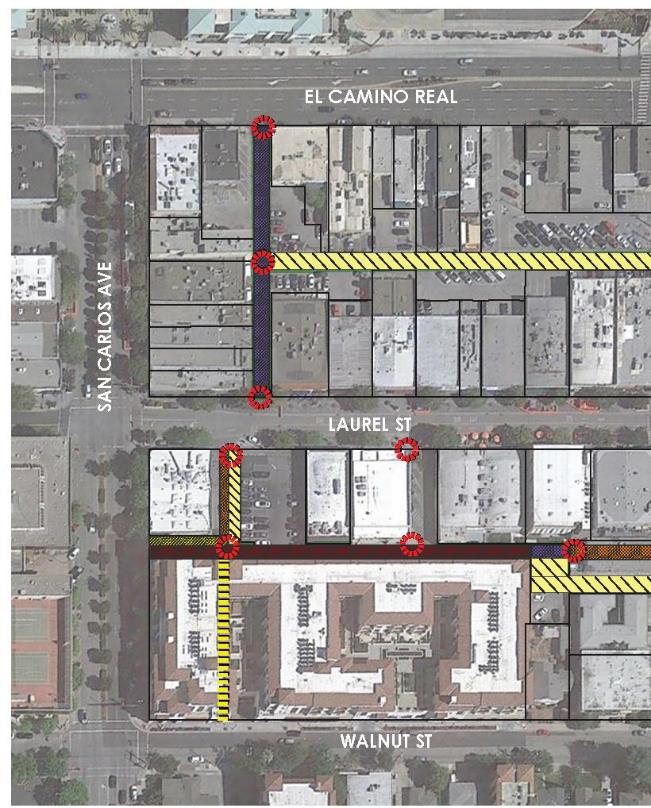 EL CAMINO REAL
SAN CARLOS AVE
LAUREL ST
WALNUT ST